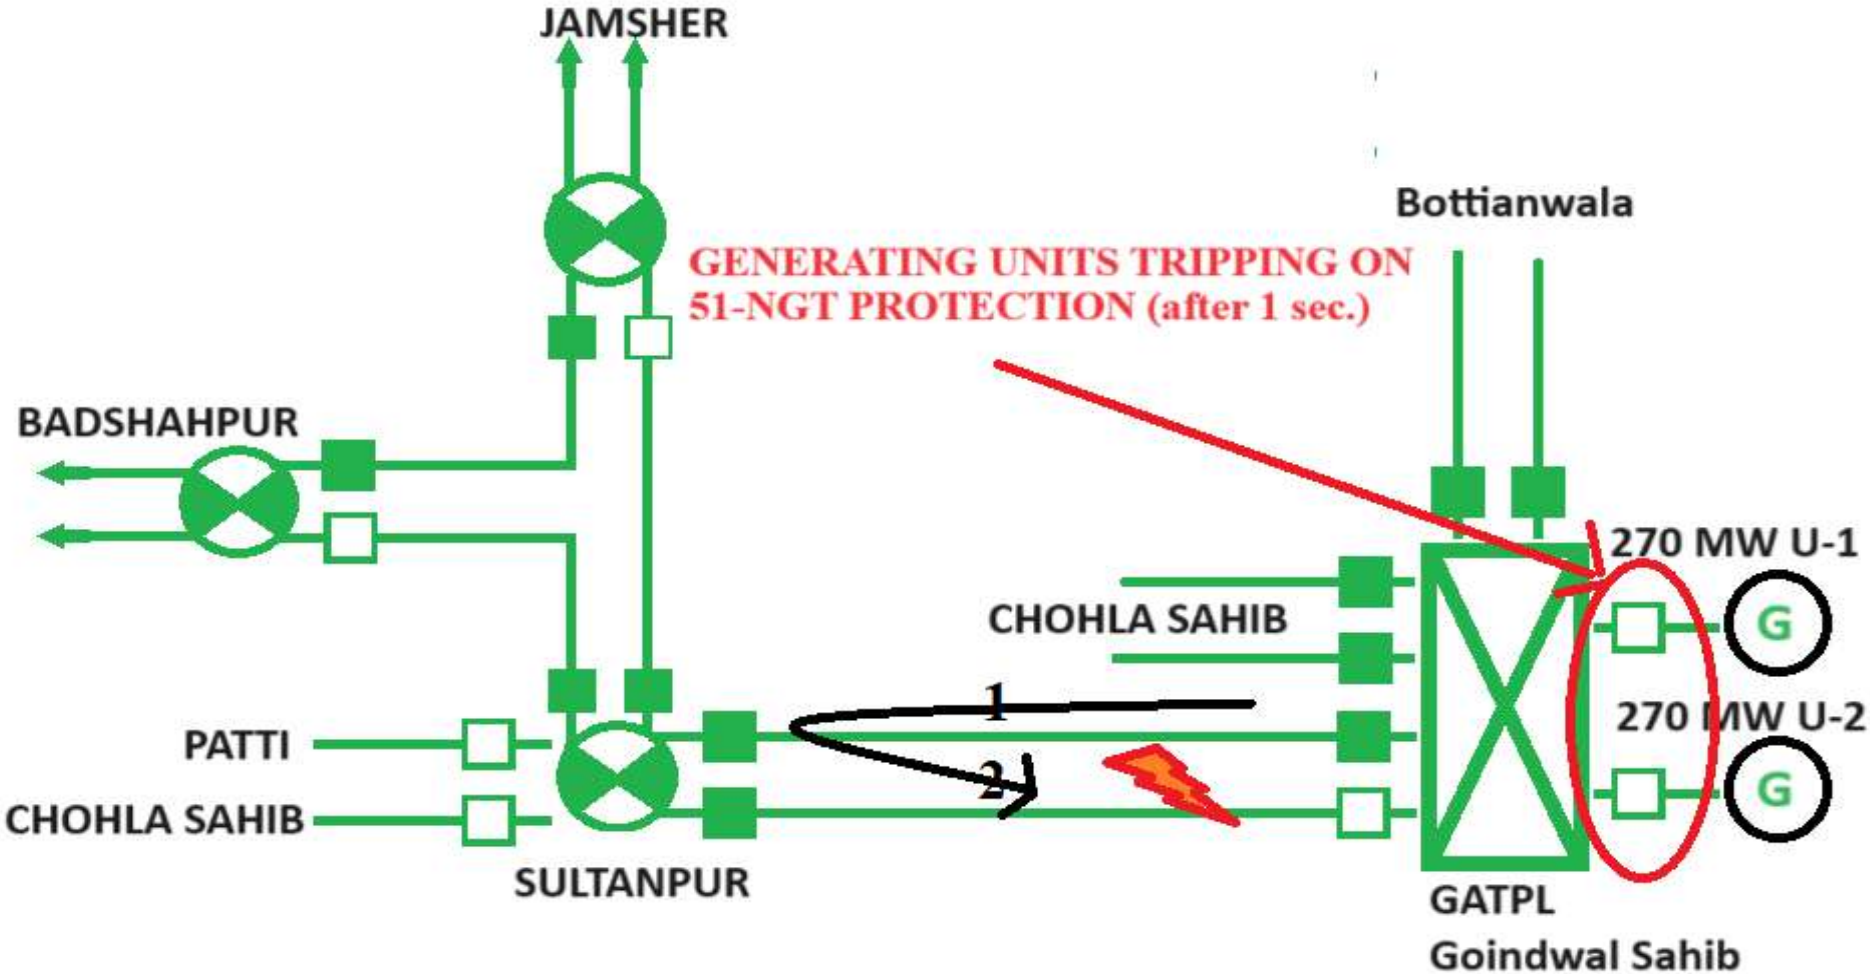 JAMSHER
Bottianwala
GENERATING UNITS TRIPPING ON
51-NGT PROTECTION (after 1 sec.)
BADSHAHPUR
270 MW U-1
CHOHLA SAHIB
G
1
270 MW U-2
PATTI
2
G
CHOHLA SAHIB
SULTANPUR
GATPL
Goindwal Sahib